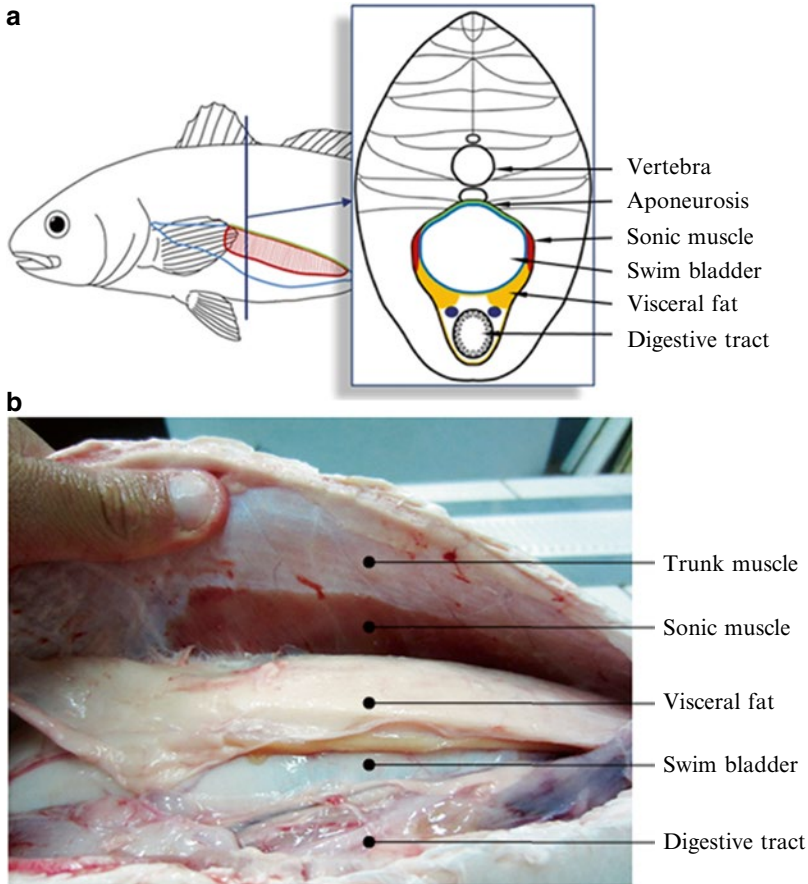 a
Vertebra
Aponeurosis
Sonic muscle
Swim bladder
Visceral fat
Digestive tract
b
Trunk muscle
Sonic muscle
Visceral fat
Swim bladder
Digestive tract